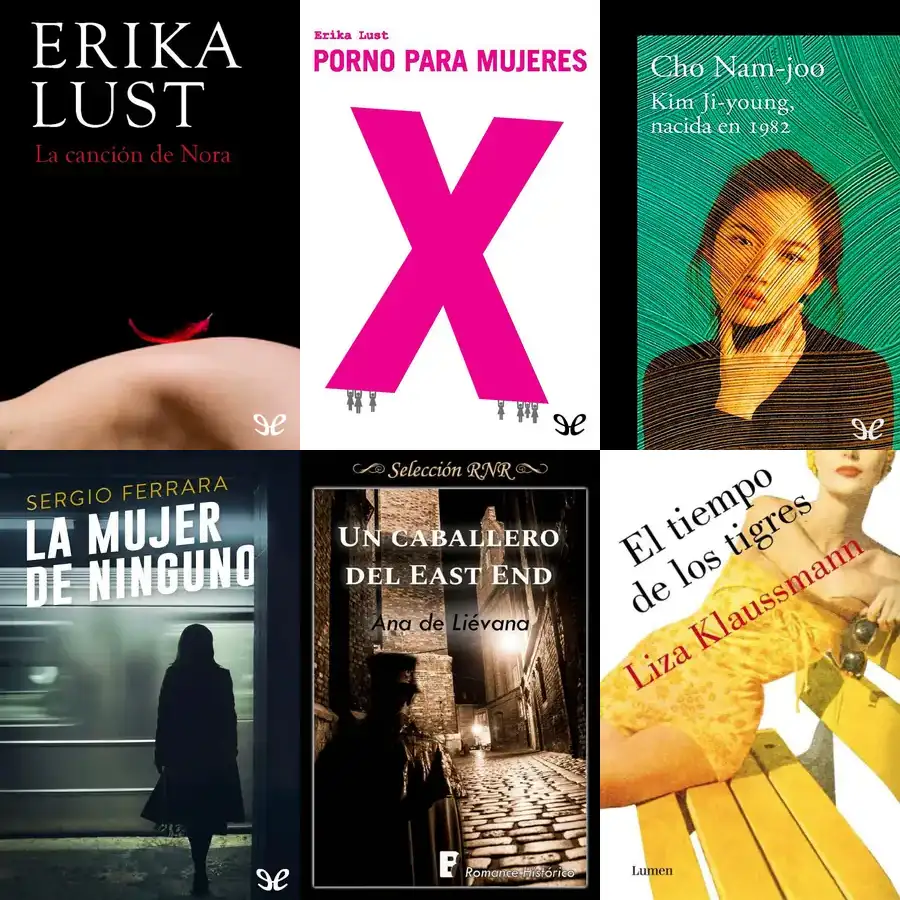 ERIKA
LUST
La canción de Nora
Erika Lust
PORNO PARA MUJERES
X
Cho Nam-joo
Kim Ji-young,
nacida en 1982
SERGIO FERRARA
LA MUJER
DE NINGUNO
Selección RNR
UN CABALLERO
DEL EAST END
Ana de Liévana
B
Romance Histórico
El tiempo
de los tigres
Liza Klaussmann
Lumen